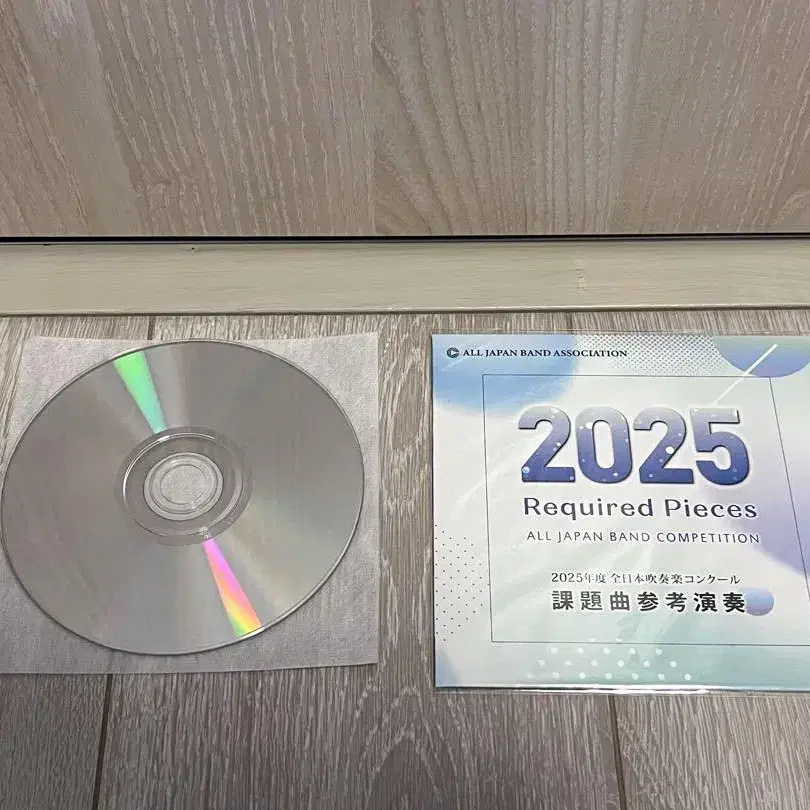 ALL JAPAN BAND ASSOCIATION
2025
Required Pieces
ALL JAPAN BAND COMPETITION
2025年度 全日本吹奏楽コンクール
課題曲参考演奏